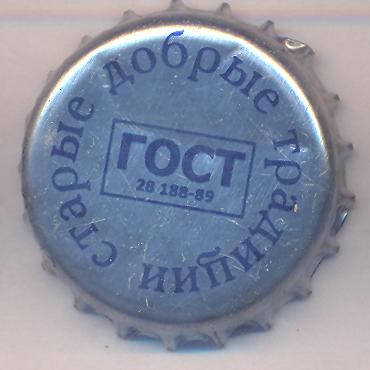 старые добрые традиции
ГОСТ
28 188-89